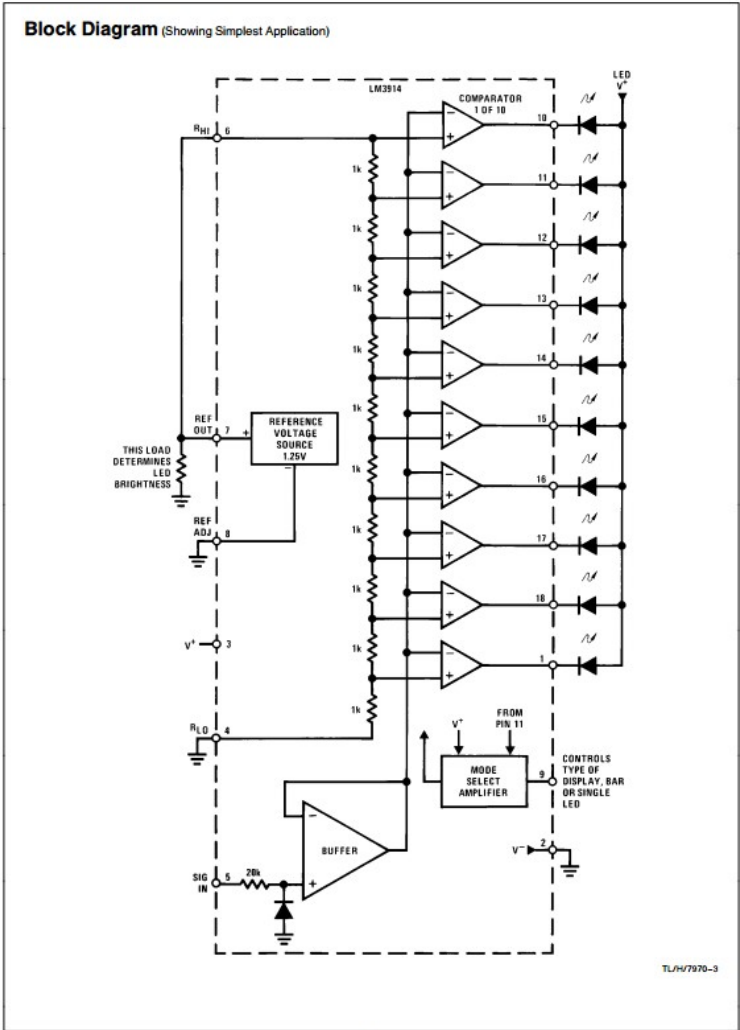 Block Diagram (Showing Simplest Application)
LM3914
LED
V+
COMPARATOR
1 OF 10
RHI
6
10
1k
11
1k
12
1k
13
1k
14
1k
15
REF
OUT
7
+
REFERENCE
VOLTAGE
SOURCE
1.25V
−
THIS LOAD
DETERMINES
LED
BRIGHTNESS
1k
16
1k
17
REF
ADJ
8
1k
18
V+
3
1k
1
1k
RLO
4
− +
− +
− +
− +
− +
− +
− +
− +
− +
− +
V+
FROM
PIN 11
MODE
SELECT
AMPLIFIER
9
CONTROLS
TYPE OF
DISPLAY, BAR
OR SINGLE
LED
−
BUFFER
+
V−
2
SIG
IN
5
20k
TL/H/7970–3